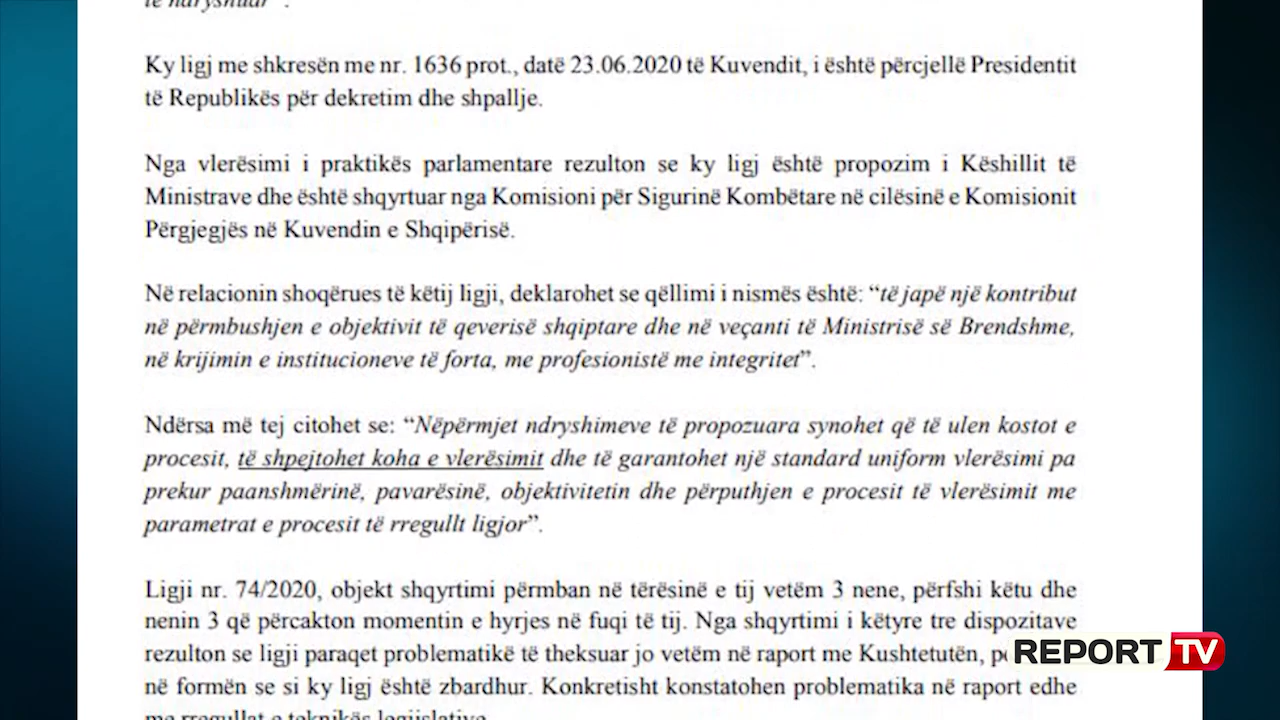 të ndryshuar".
Ky ligj me shkresën me nr. 1636 prot., datë 23.06.2020 të Kuvendit, i është përcjellë Presidentit
të Republikës për dekretim dhe shpallje.
Nga vlerësimi i praktikës parlamentare rezulton se ky ligj është propozim i Këshillit të
Ministrave dhe është shqyrtuar nga Komisioni për Sigurinë Kombëtare në cilësinë e Komisionit
Përgjegjës në Kuvendin e Shqipërisë.
Në relacionin shoqërues të këtij ligji, deklarohet se qëllimi i nismës është: “të japë një kontribut
në përmbushjen e objektivit të qeverisë shqiptare dhe në veçanti të Ministrisë së Brendshme,
në krijimin e institucioneve të forta, me profesionistë me integritet”.
Ndërsa më tej citohet se: “Nëpërmjet ndryshimeve të propozuara synohet që të ulen kostot e
procesit, të shpejtohet koha e vlerësimit dhe të garantohet një standard uniform vlerësimi pa
prekur paanshmërinë, pavarësinë, objektivitetin dhe përputhjen e procesit të vlerësimit me
parametrat e procesit të rregullt ligjor”.
Ligji nr. 74/2020, objekt shqyrtimi përmban në tërësinë e tij vetëm 3 nene, përfshi këtu dhe
nenin 3 që përcakton momentin e hyrjes në fuqi të tij. Nga shqyrtimi i këtyre tre dispozitave
rezulton se ligji paraqet problematikë të theksuar jo vetëm në raport me Kushtetutën,
në formën se si ky ligj është zbardhur. Konkretisht konstatohen problematika në raport edhe
me rregullat e teknikës legjislative.
REPORT TV